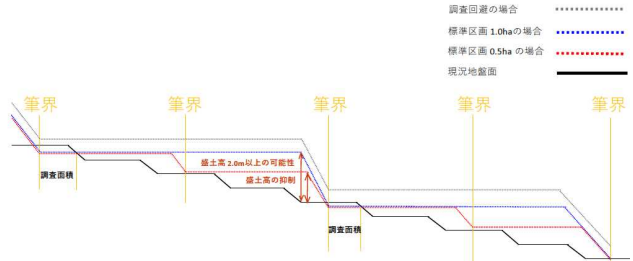 調査回避の場合
標準区画 1.0haの場合
標準区画 0.5ha の場合
現況地盤面
筆界
筆界
筆界
筆界
筆界
盛土高 2.0m以上の可能性
盛土高の抑制
調査面積
調査面積